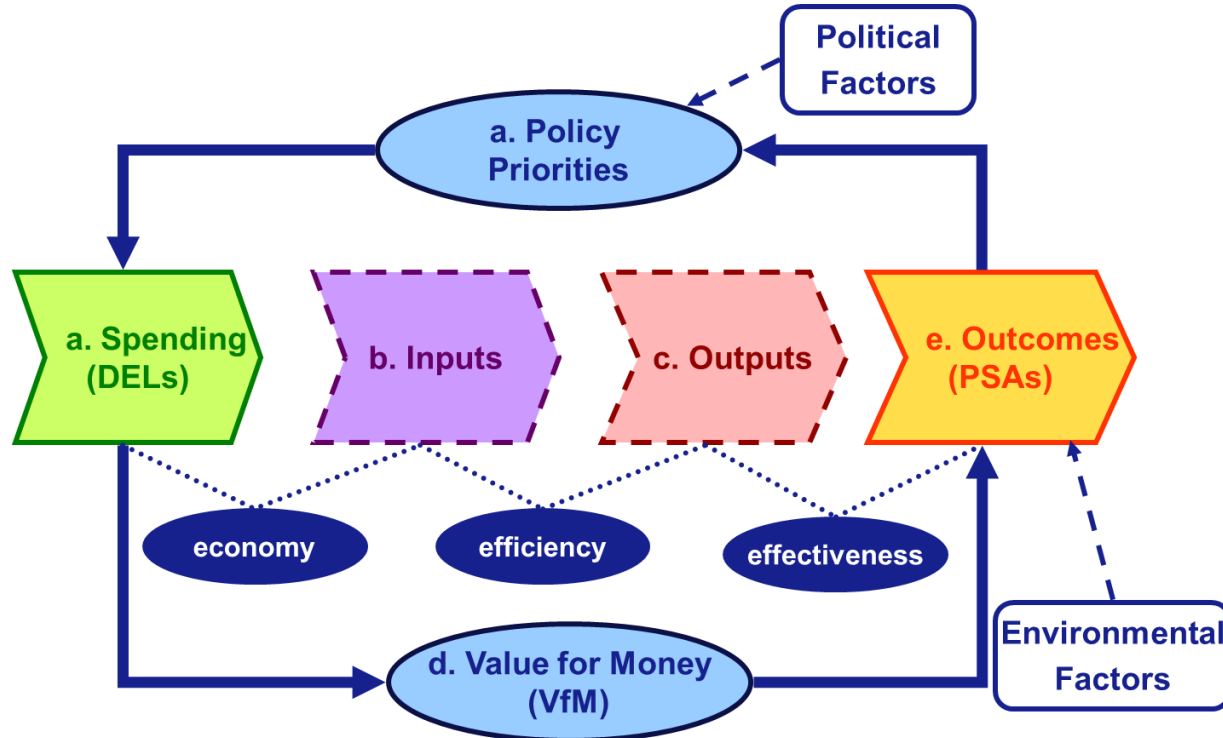 Political
Factors
a. Policy
Priorities
a. Spending
(DELs)
b. Inputs
c. Outputs
e. Outcomes
(PSAs)
economy
efficiency
effectiveness
d. Value for Money
(VfM)
Environmental
Factors